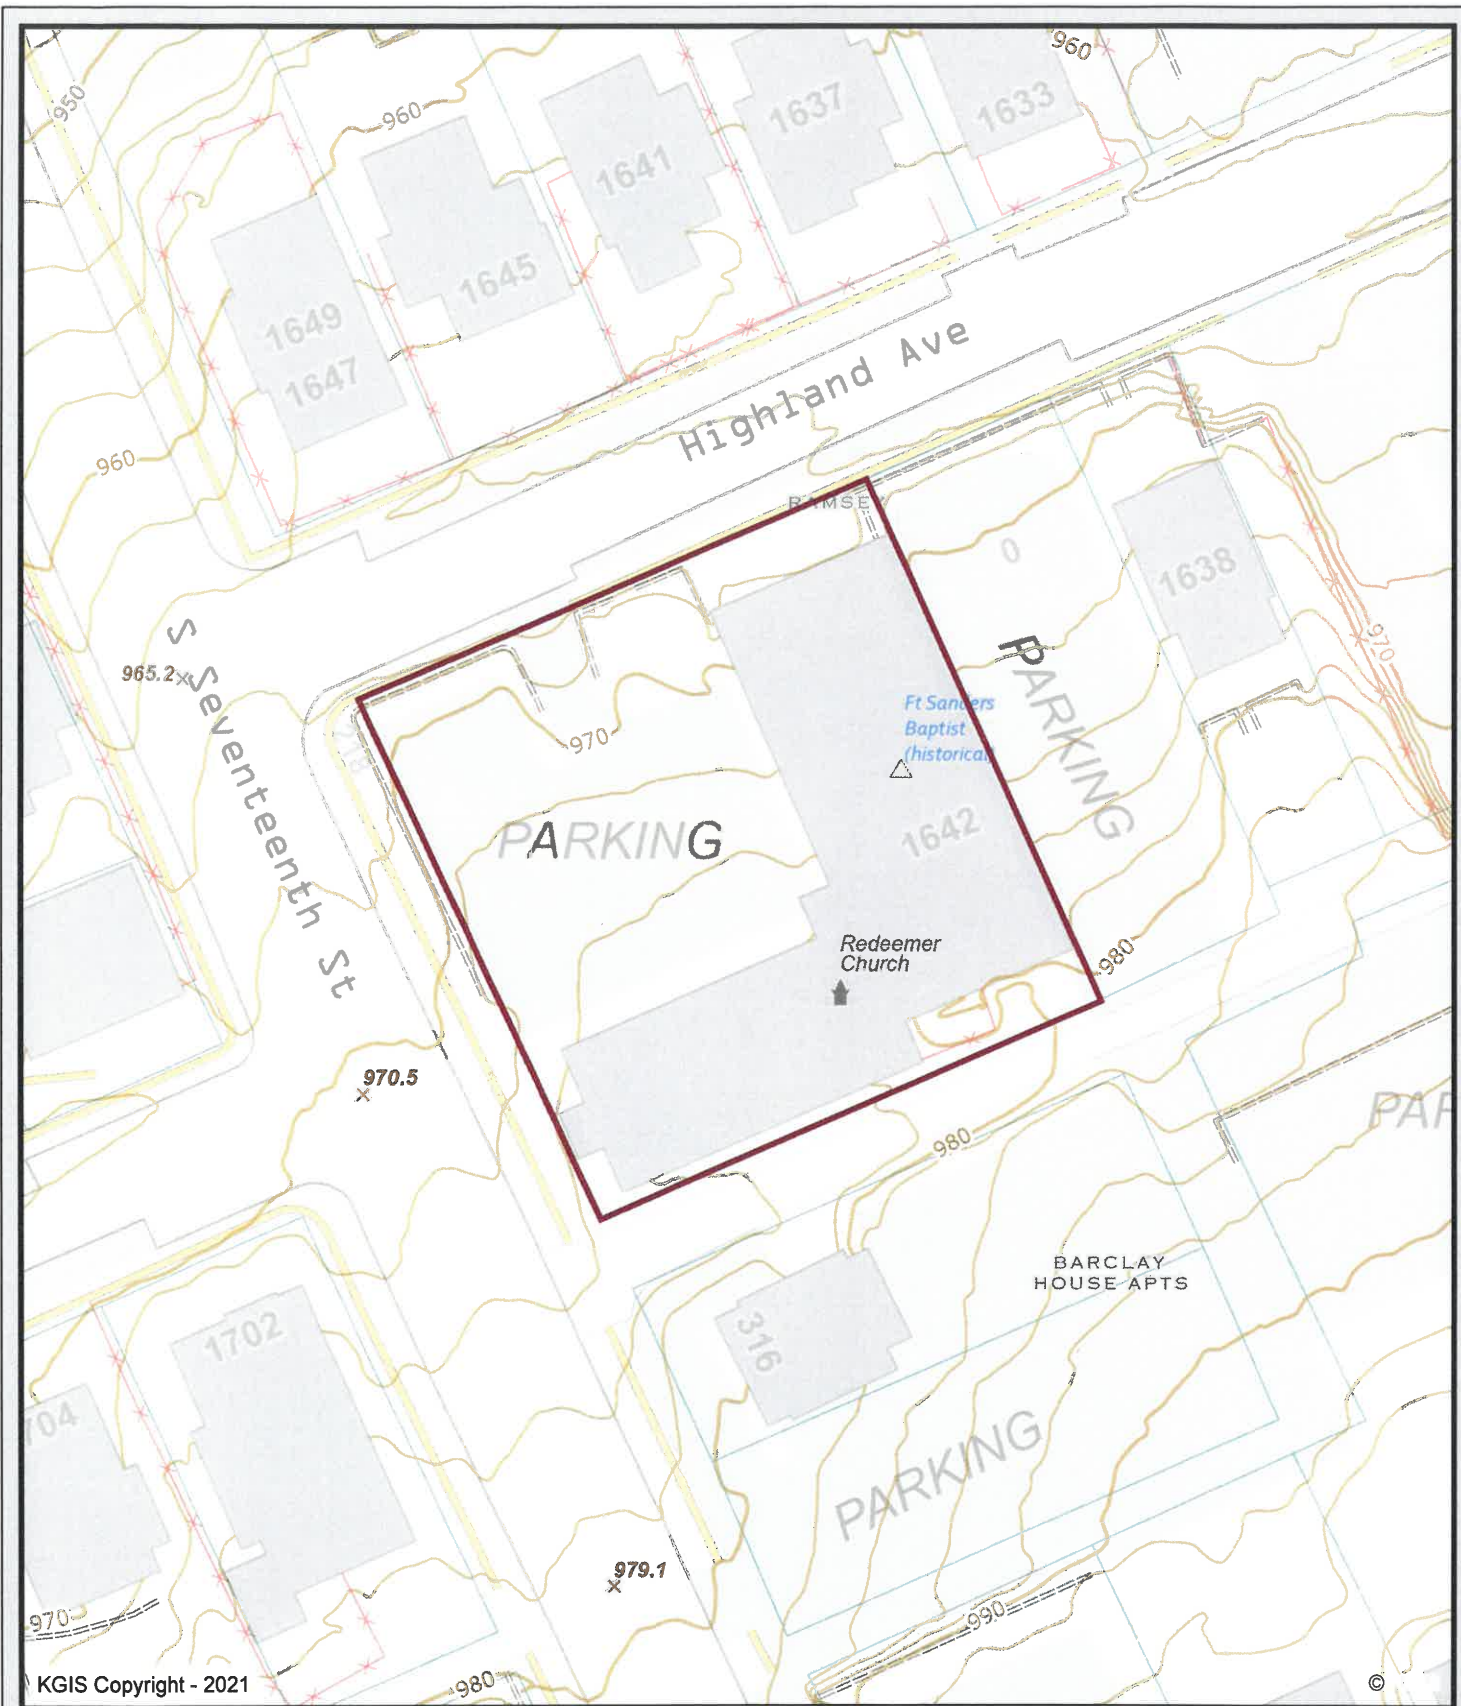 960
950
960
1633
1637
1641
1645
1649
1647
Highland Ave
960
RAMSEY
0
1638
970
S Seventeenth St
965.2
218
970
PARKING
Ft Sanders
Baptist
(historical)
PARKING
1642
Redeemer
Church
980
970.5
980
PAR
BARCLAY
HOUSE APTS
316
1702
704
PARKING
979.1
970
990
980
KGIS Copyright - 2021
©